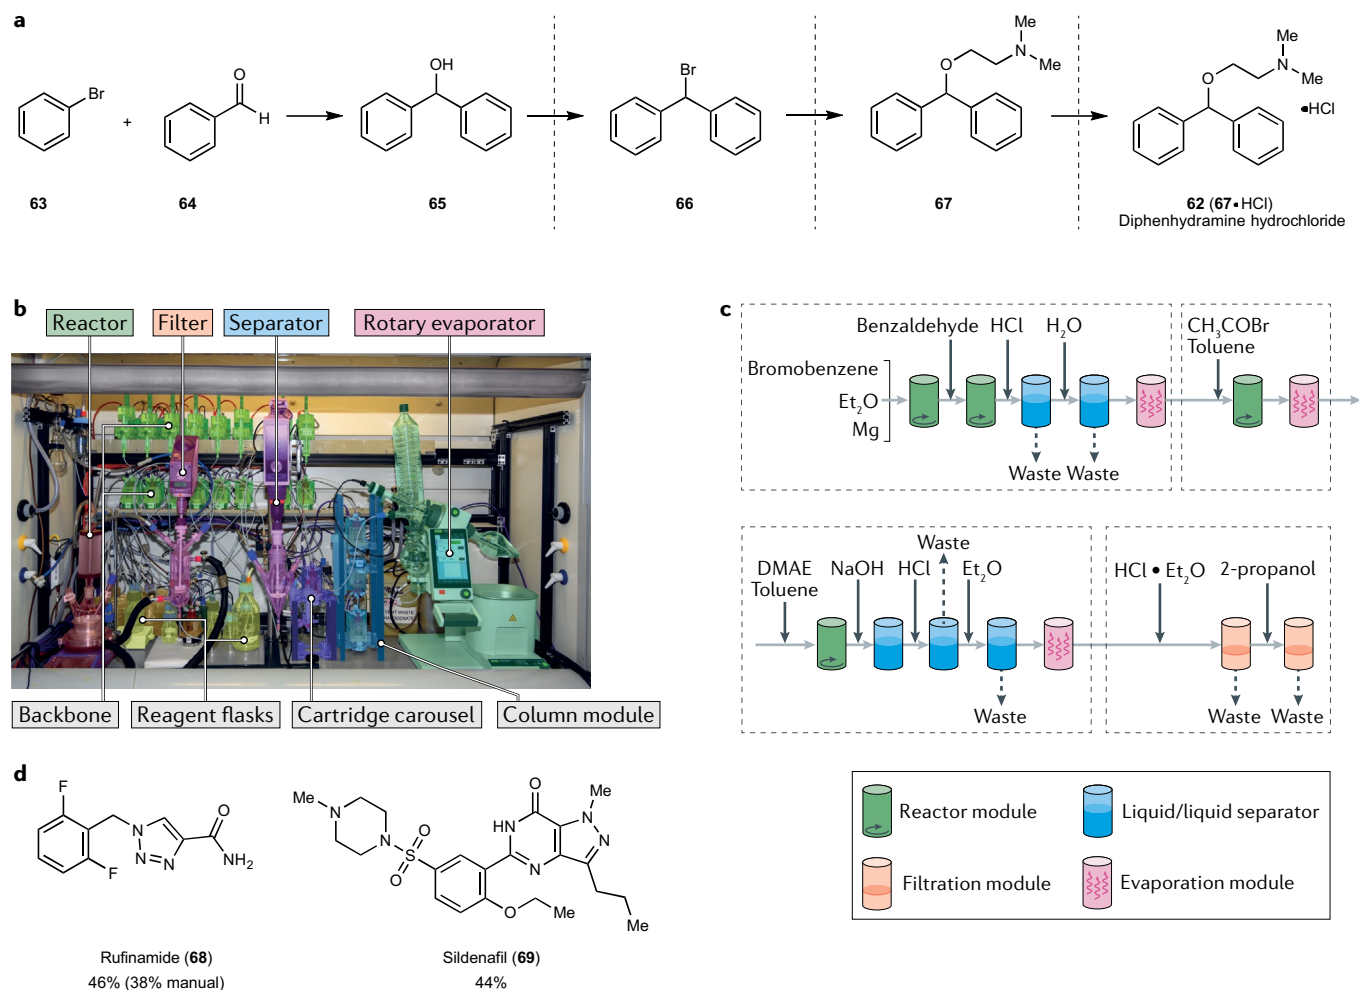 a
Br
+
O
H
OH
Br
O
N
Me
Me
O
N
Me
Me
•HCl
63
64
65
66
67
62 (67•HCl)
Diphenhydramine hydrochloride
b
Reactor
Filter
Separator
Rotary evaporator
Backbone
Reagent flasks
Cartridge carousel
Column module
c
Benzaldehyde
HCl
H2O
CH3COBr
Toluene
Bromobenzene
Et2O
Mg
Waste
Waste
Waste
DMAE
Toluene
NaOH
HCl
Et2O
HCl • Et2O
2-propanol
Waste
Waste
Waste
Reactor module
Liquid/liquid separator
Filtration module
Evaporation module
d
F
F
N
N
N
O
NH2
Rufinamide (68)
46% (38% manual)
Me
N
N
S
O
O
O
HN
N
O
Me
Me
N
N
Me
Sildenafil (69)
44%